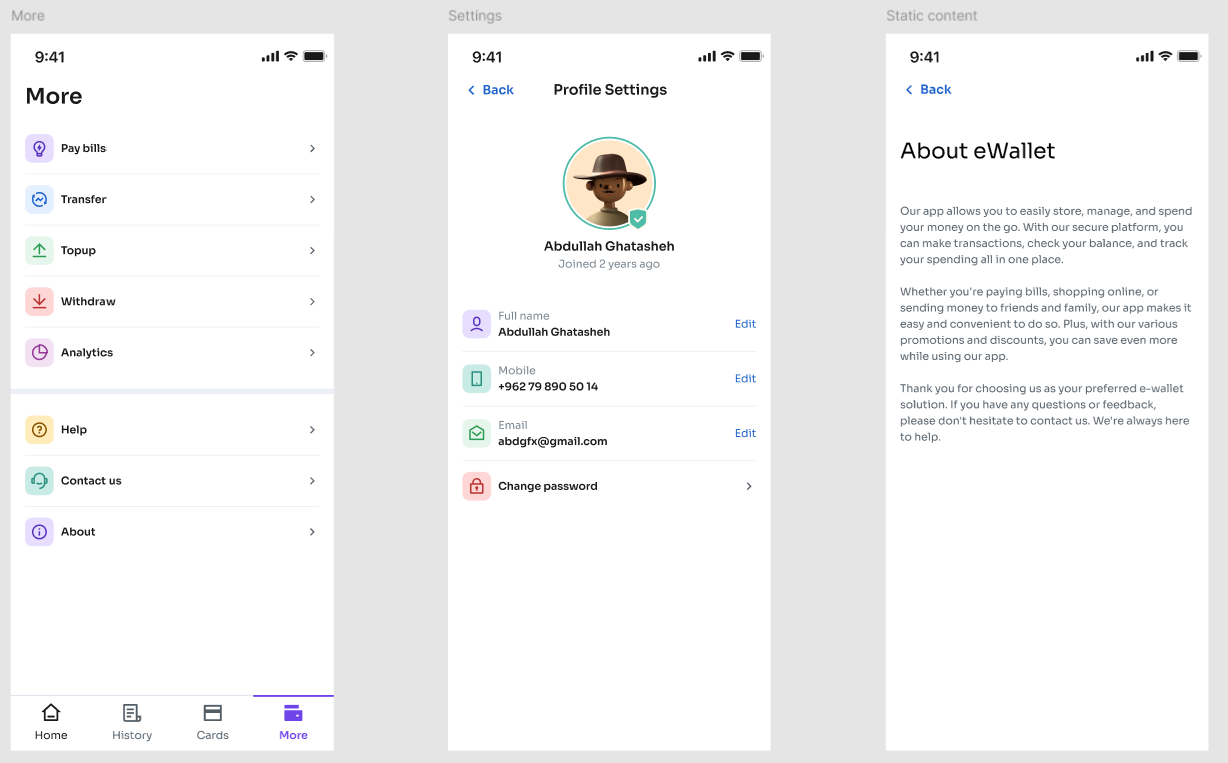 More
9:41
More
Pay bills
Transfer
Topup
Withdraw
Analytics
Help
Contact us
About
Home
History
Cards
More
Settings
9:41
Back
Profile Settings
Abdullah Ghatasheh
Joined 2 years ago
Full name
Abdullah Ghatasheh
Edit
Mobile
+962 79 890 50 14
Edit
Email
abdgfx@gmail.com
Edit
Change password
Static content
9:41
Back
About eWallet
Our app allows you to easily store, manage, and spend
your money on the go. With our secure platform, you
can make transactions, check your balance, and track
your spending all in one place.
Whether you're paying bills, shopping online, or
sending money to friends and family, our app makes it
easy and convenient to do so. Plus, with our various
promotions and discounts, you can save even more
while using our app.
Thank you for choosing us as your preferred e-wallet
solution. If you have any questions or feedback,
please don't hesitate to contact us. We're always here
to help.